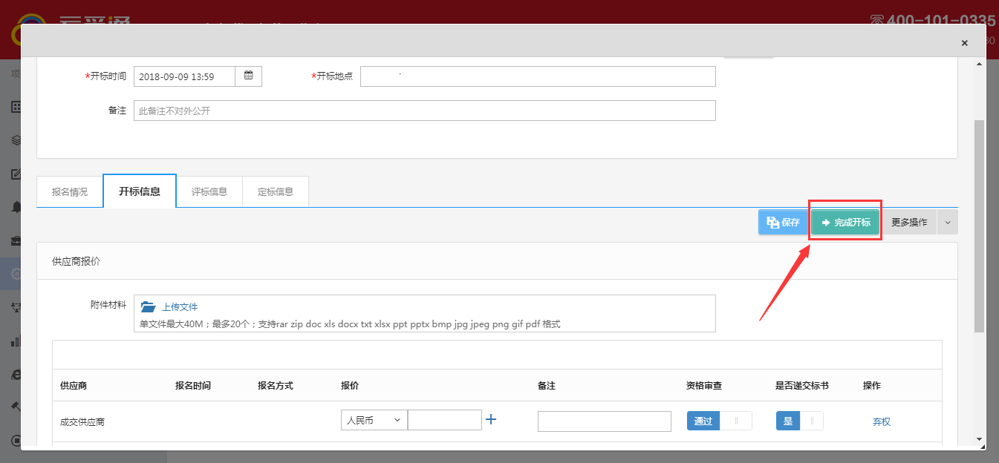 400-101-0335
×
项
*开标时间 2018-09-09 13:59 *开标地点
备注 此备注不对外公开
报名情况 开标信息 评标信息 定标信息
保存 完成开标 更多操作
供应商报价
附件材料 上传文件
单文件最大40M；最多20个；支持rar zip doc xls docx txt xlsx ppt pptx bmp jpg jpeg png gif pdf 格式
供应商 报名时间 报名方式 报价 备注 资格审查 是否递交标书 操作
成交供应商 人民币 通过 是 弃权